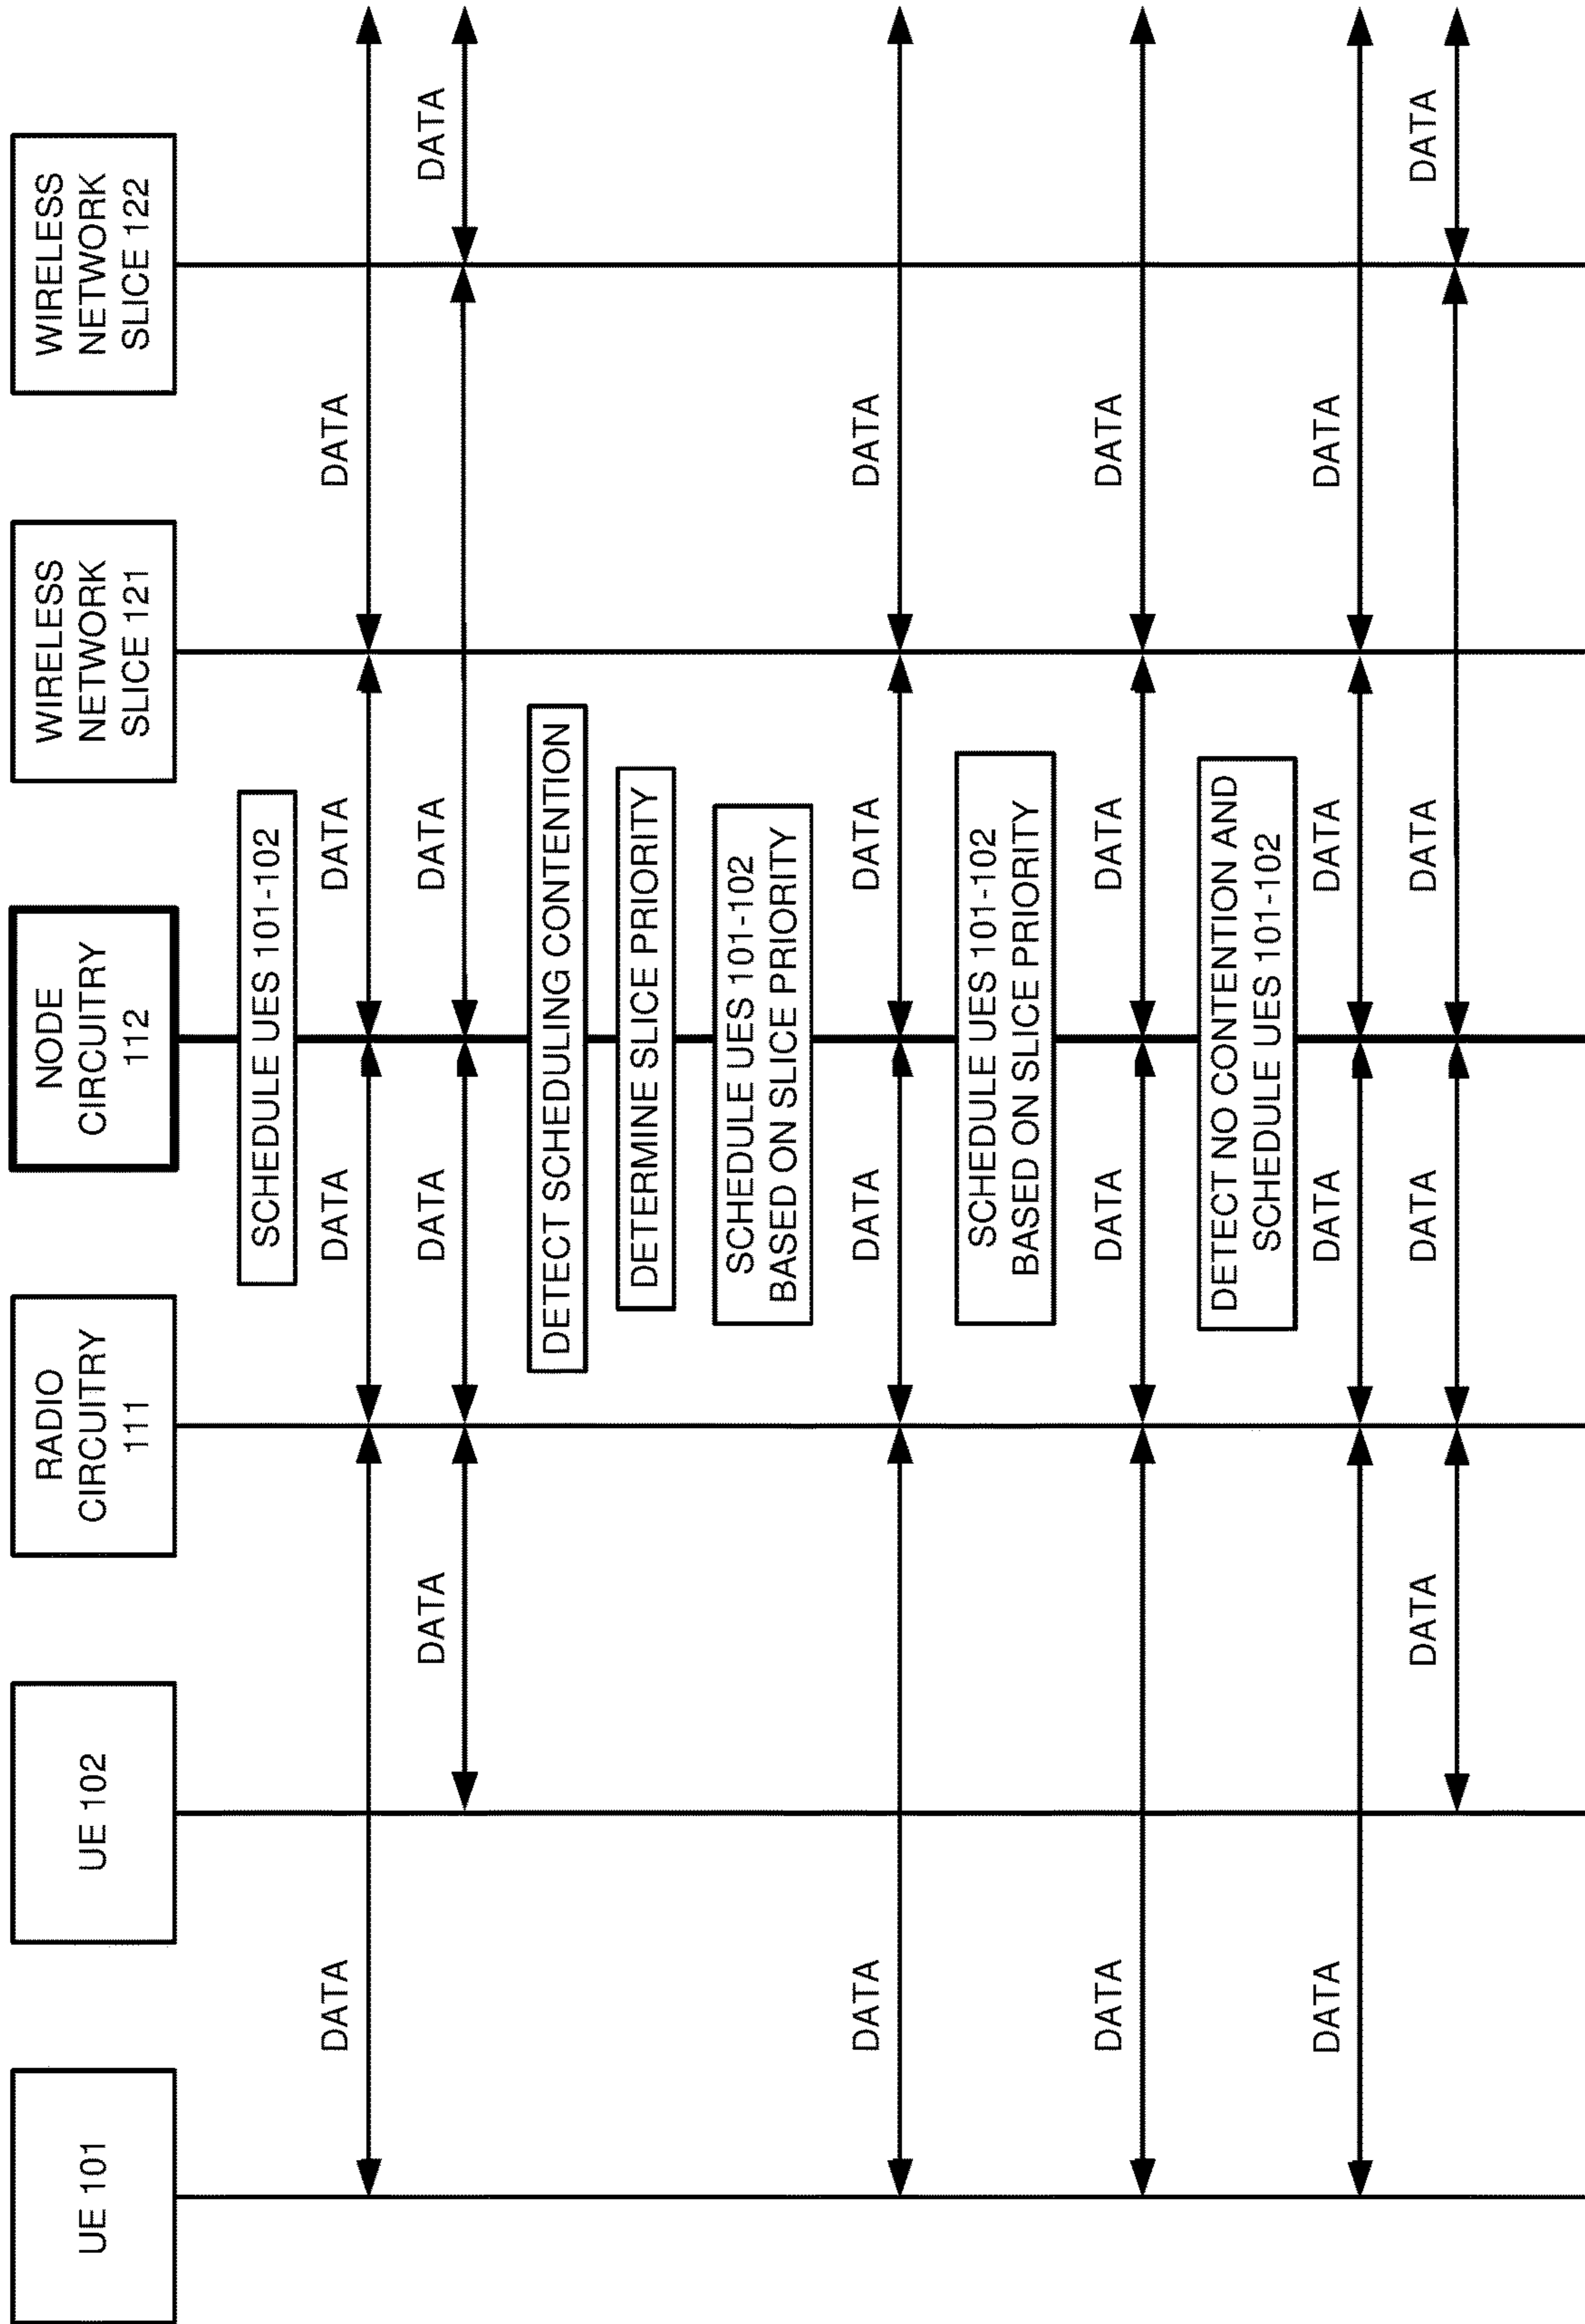 UE 101
UE 102
RADIO
CIRCUITRY
111
NODE
CIRCUITRY
112
WIRELESS
NETWORK
SLICE 121
WIRELESS
NETWORK
SLICE 122
SCHEDULE UES 101-102
DATA
DATA
DATA
DATA
DATA
DATA
DATA
DATA
DETECT SCHEDULING CONTENTION
DETERMINE SLICE PRIORITY
SCHEDULE UES 101-102
BASED ON SLICE PRIORITY
DATA
DATA
DATA
DATA
SCHEDULE UES 101-102
BASED ON SLICE PRIORITY
DATA
DATA
DATA
DATA
DETECT NO CONTENTION AND
SCHEDULE UES 101-102
DATA
DATA
DATA
DATA
DATA
DATA
DATA
DATA